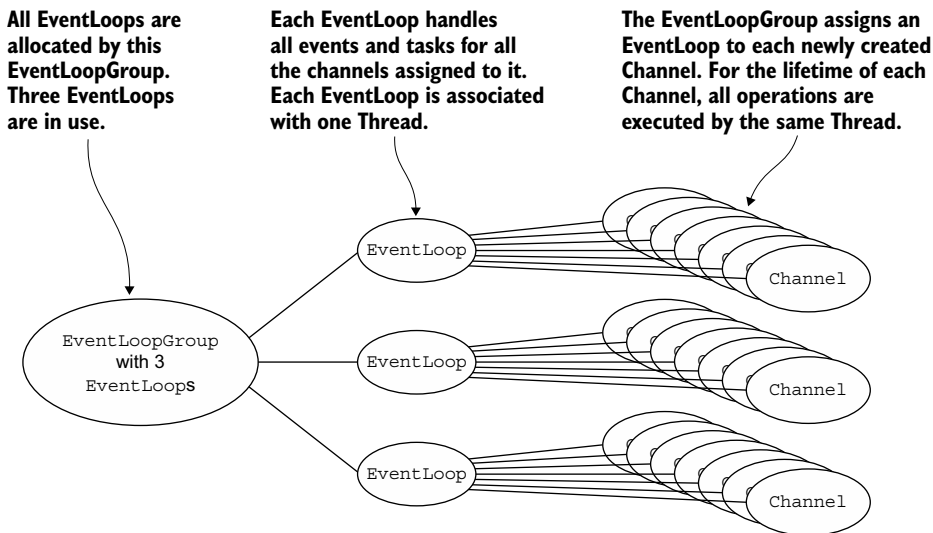 All EventLoops are
allocated by this
EventLoopGroup.
Three EventLoops
are in use.
Each EventLoop handles
all events and tasks for all
the channels assigned to it.
Each EventLoop is associated
with one Thread.
The EventLoopGroup assigns an
EventLoop to each newly created
Channel. For the lifetime of each
Channel, all operations are
executed by the same Thread.
EventLoop
Channel
EventLoopGroup
with 3
EventLoops
EventLoop
Channel
EventLoop
Channel